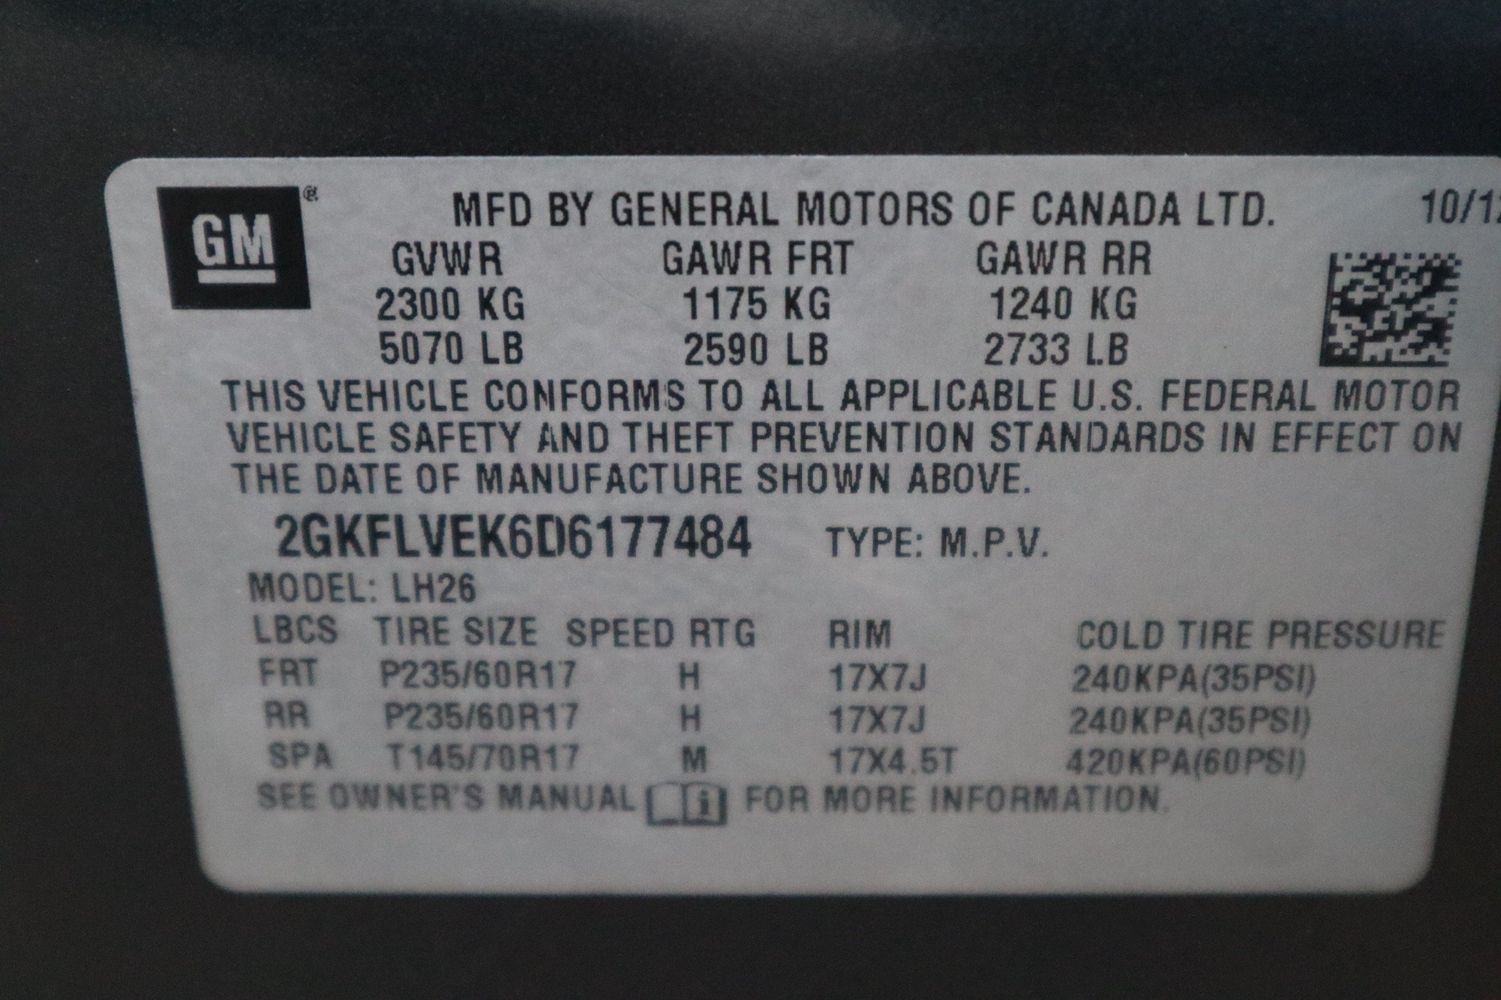 GM ®
MFD BY GENERAL MOTORS OF CANADA LTD. 10/1
GVWR GAWR FRT GAWR RR
2300 KG 1175 KG 1240 KG
5070 LB 2590 LB 2733 LB
THIS VEHICLE CONFORMS TO ALL APPLICABLE U.S. FEDERAL MOTOR
VEHICLE SAFETY AND THEFT PREVENTION STANDARDS IN EFFECT ON
THE DATE OF MANUFACTURE SHOWN ABOVE.
2GKFLVEK6D6177484 TYPE: M.P.V.
MODEL: LH26
LBCS TIRE SIZE SPEED RTG RIM COLD TIRE PRESSURE
FRT P235/60R17 H 17X7J 240KPA(35PSI)
RR P235/60R17 H 17X7J 240KPA(35PSI)
SPA T145/70R17 M 17X4.5T 420KPA(60PSI)
SEE OWNER'S MANUAL i FOR MORE INFORMATION.